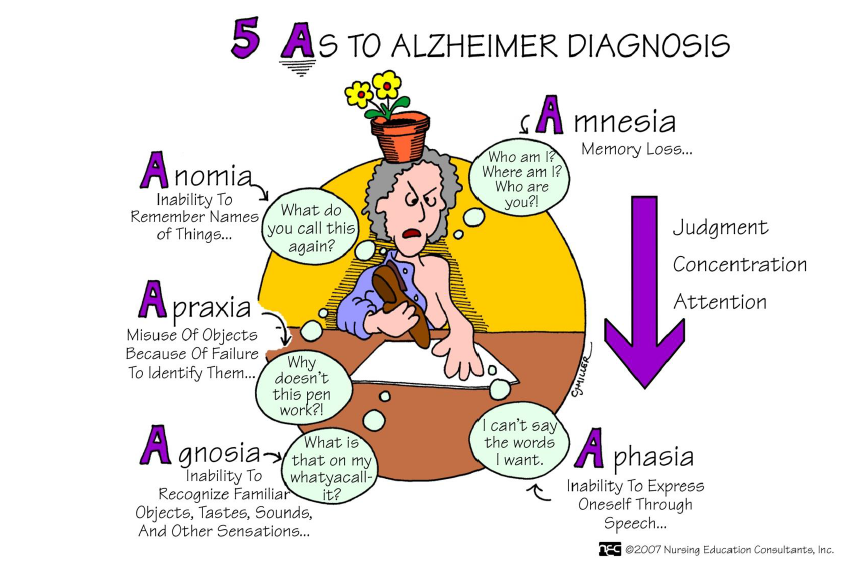 5 As TO ALZHEIMER DIAGNOSIS
Amnesia
Memory Loss...
Who am I?
Where am I?
Who are
you?!
Anomia
Inability To
Remember Names
of Things...
What do
you call this
again?
Judgment
Concentration
Attention
Apraxia
Misuse Of Objects
Because Of Failure
To Identify Them...
Why
doesn't
this pen
work?!
CJMILLER
Agnosia
Inability To
Recognize Familiar
Objects, Tastes, Sounds,
And Other Sensations...
What is
that on my
whatyacall-
it?
I can't say
the words
I want.
Aphasia
Inability To Express
Oneself Through
Speech...
NEC ©2007 Nursing Education Consultants, Inc.